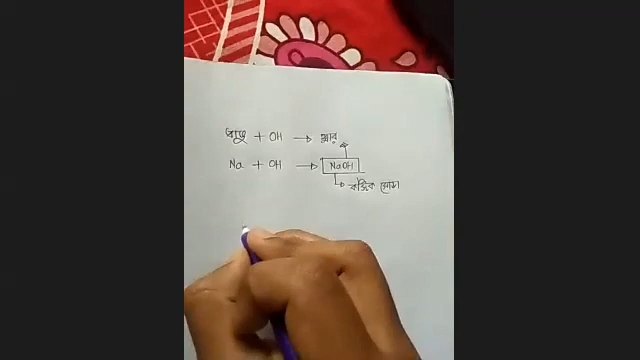 ধাতু + OH → ক্ষার
Na + OH → NaOH
কস্টিক সোডা